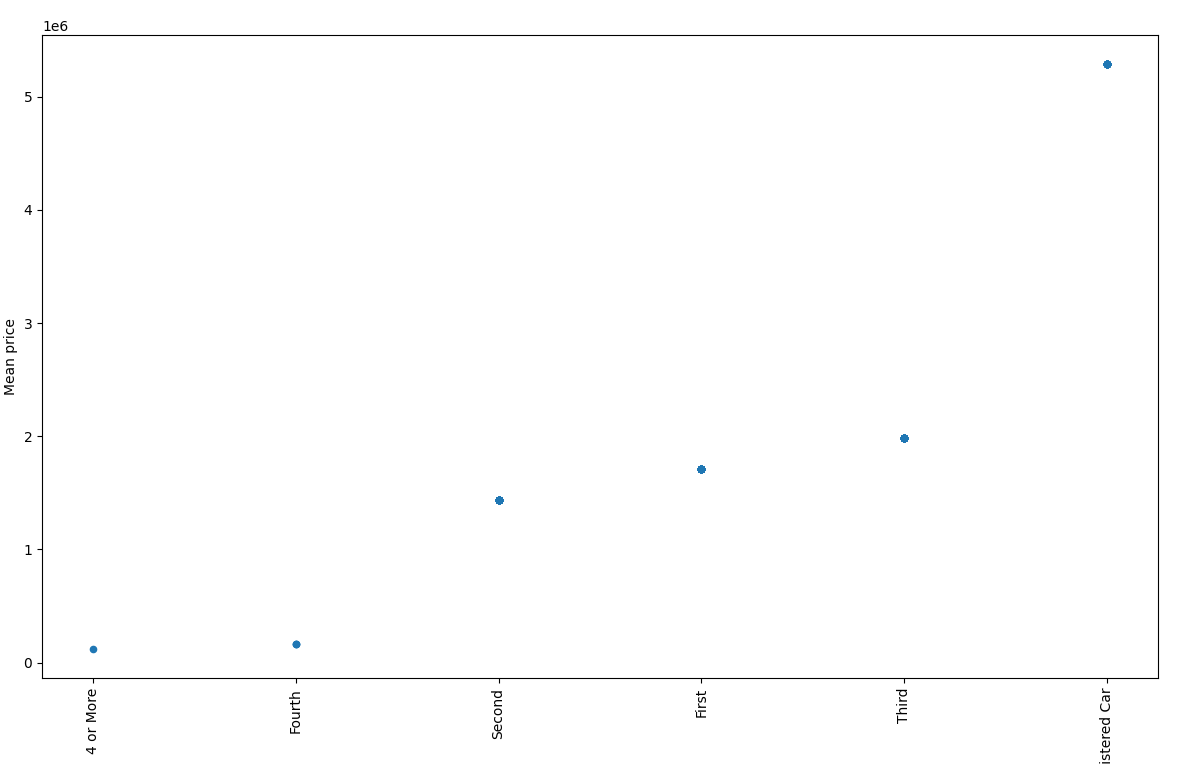 1e6
5
4
3
2
1
0
Mean price
4 or More
Fourth
Second
First
Third
istered Car